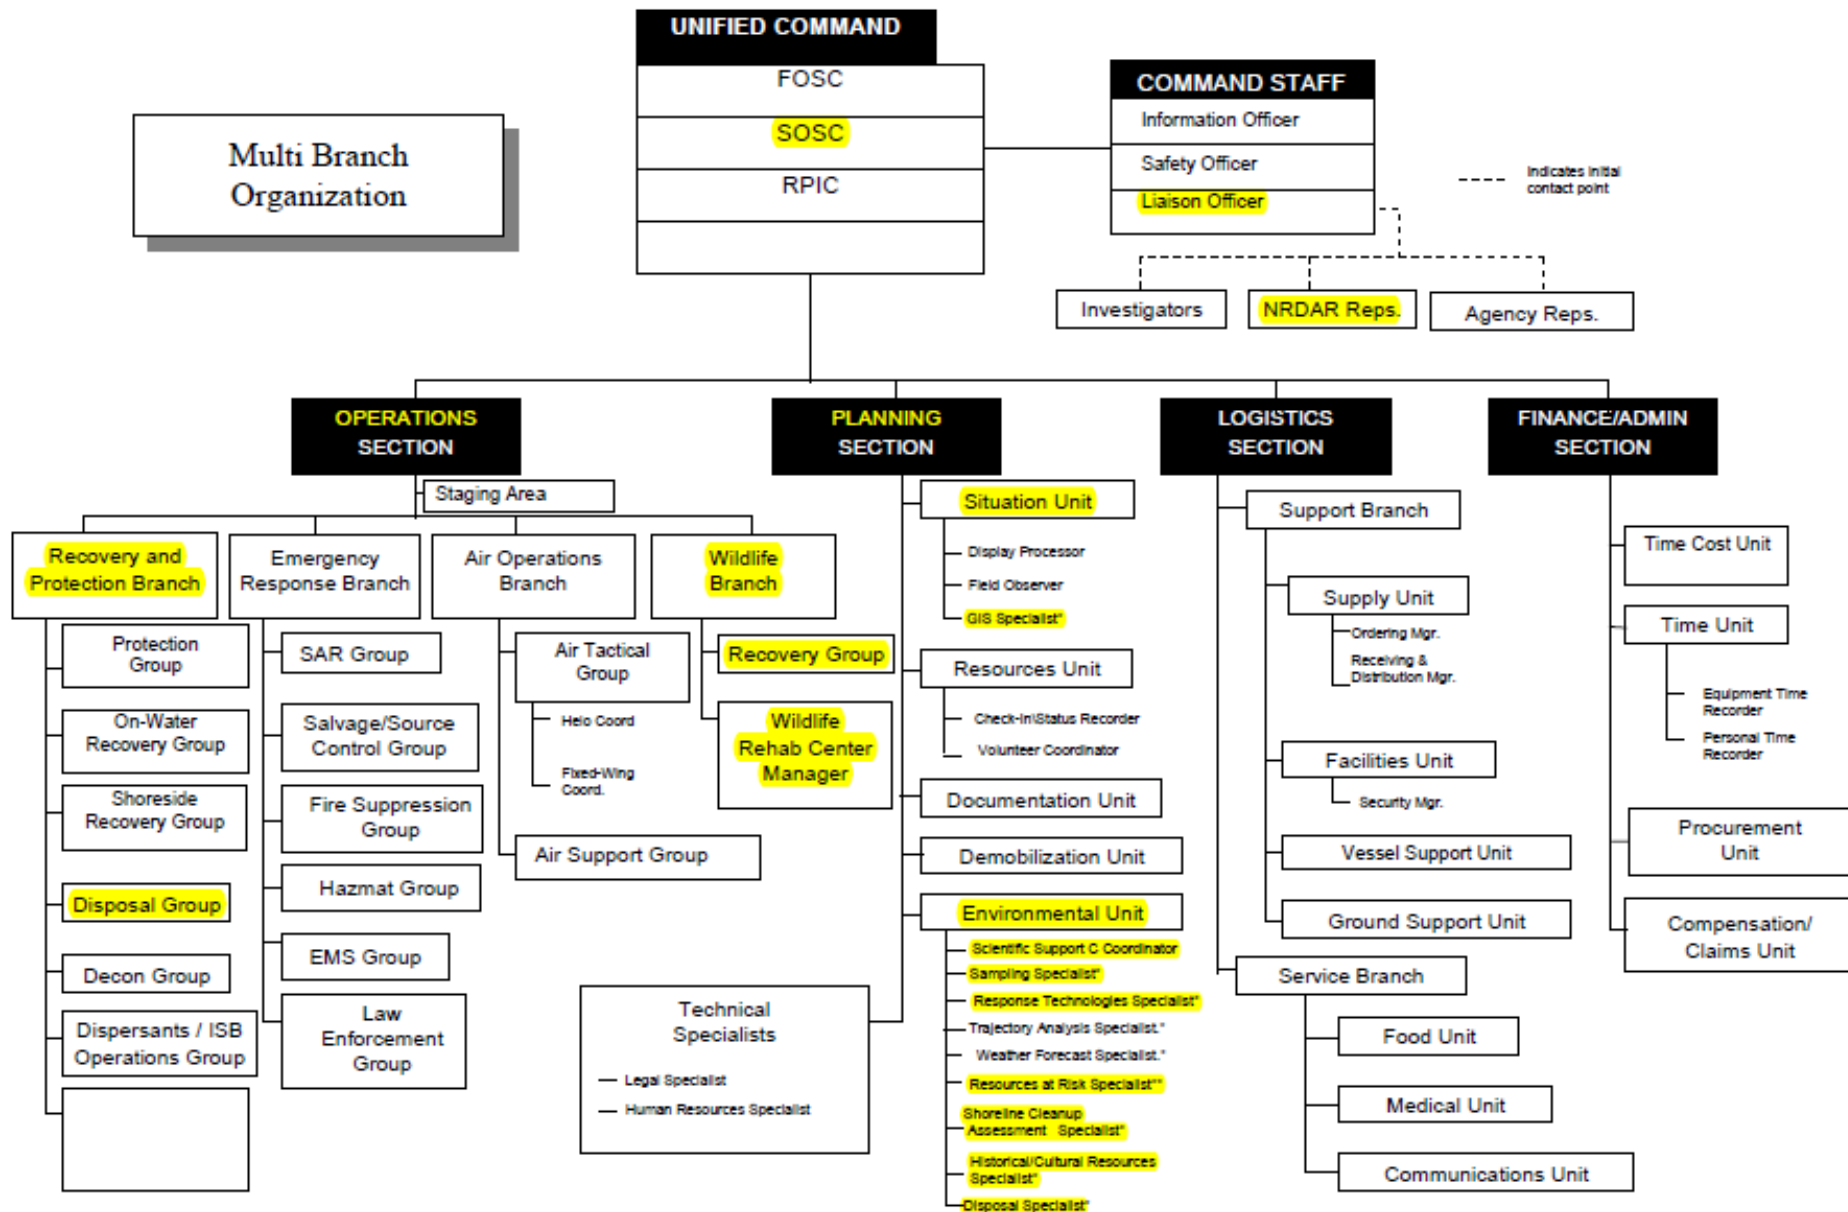 UNIFIED COMMAND
FOSC
SOSC
RPIC
COMMAND STAFF
Information Officer
Safety Officer
Liaison Officer
Multi Branch
Organization
Indicates initial
contact point
Investigators
NRDAR Reps.
Agency Reps.
OPERATIONS
SECTION
PLANNING
SECTION
LOGISTICS
SECTION
FINANCE/ADMIN
SECTION
Staging Area
Recovery and
Protection Branch
Emergency
Response Branch
Air Operations
Branch
Wildlife
Branch
Protection
Group
On-Water
Recovery Group
Shoreside
Recovery Group
Disposal Group
Decon Group
Dispersants / ISB
Operations Group
SAR Group
Salvage/Source
Control Group
Fire Suppression
Group
Hazmat Group
EMS Group
Law
Enforcement
Group
Air Tactical
Group
Helo Coord
Fixed-Wing
Coord.
Air Support Group
Recovery Group
Wildlife
Rehab Center
Manager
Situation Unit
Display Processor
Field Observer
GIS Specialist*
Resources Unit
Check-In\Status Recorder
Volunteer Coordinator
Documentation Unit
Demobilization Unit
Environmental Unit
Scientific Support C Coordinator
Sampling Specialist*
Response Technologies Specialist*
Trajectory Analysis Specialist.*
Weather Forecast Specialist.*
Resources at Risk Specialist**
Shoreline Cleanup
Assessment Specialist*
Historical/Cultural Resources
Specialist*
Disposal Specialist*
Technical
Specialists
Legal Specialist
Human Resources Specialist
Support Branch
Supply Unit
Ordering Mgr.
Receiving &
Distribution Mgr.
Facilities Unit
Security Mgr.
Vessel Support Unit
Ground Support Unit
Service Branch
Food Unit
Medical Unit
Communications Unit
Time Cost Unit
Time Unit
Equipment Time
Recorder
Personal Time
Recorder
Procurement
Unit
Compensation/
Claims Unit